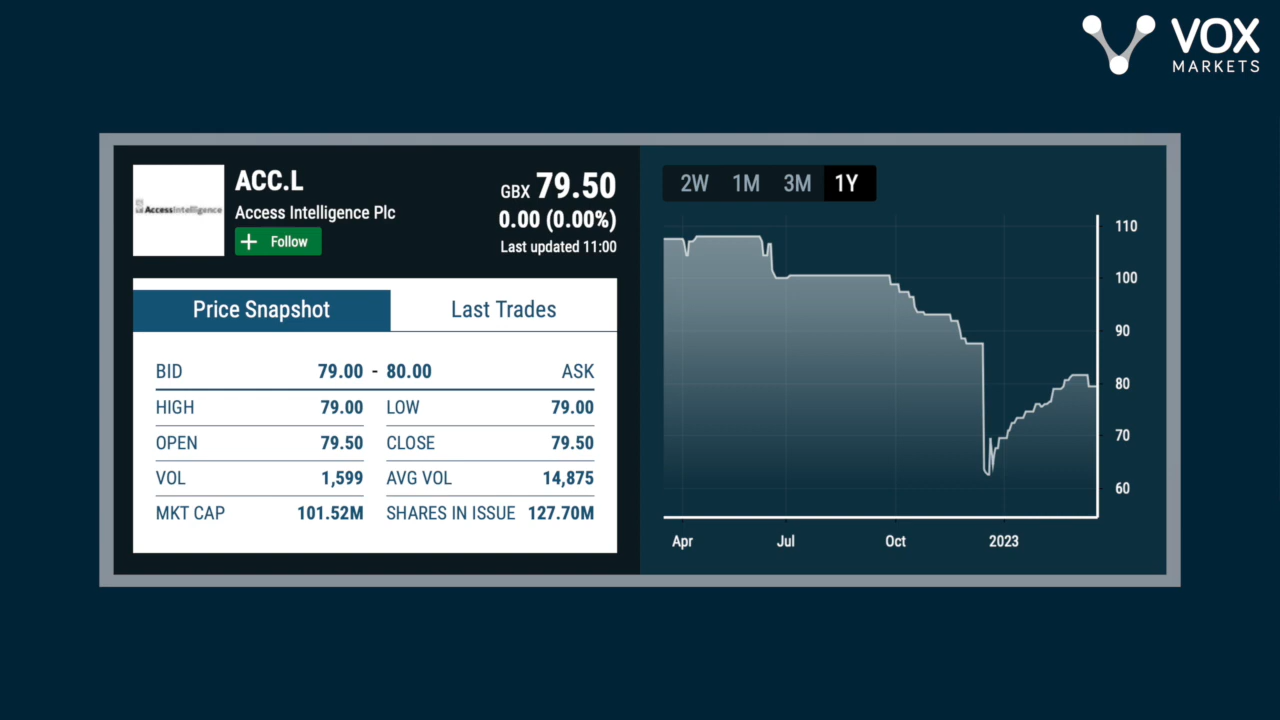 VOX
MARKETS
ACC.L
Access Intelligence Plc
+ Follow
AccessIntelligence
GBX 79.50
0.00 (0.00%)
Last updated 11:00
Price Snapshot
Last Trades
BID 79.00 - 80.00 ASK
HIGH 79.00 LOW 79.00
OPEN 79.50 CLOSE 79.50
VOL 1,599 AVG VOL 14,875
MKT CAP 101.52M SHARES IN ISSUE 127.70M
2W 1M 3M 1Y
110
100
90
80
70
60
Apr Jul Oct 2023